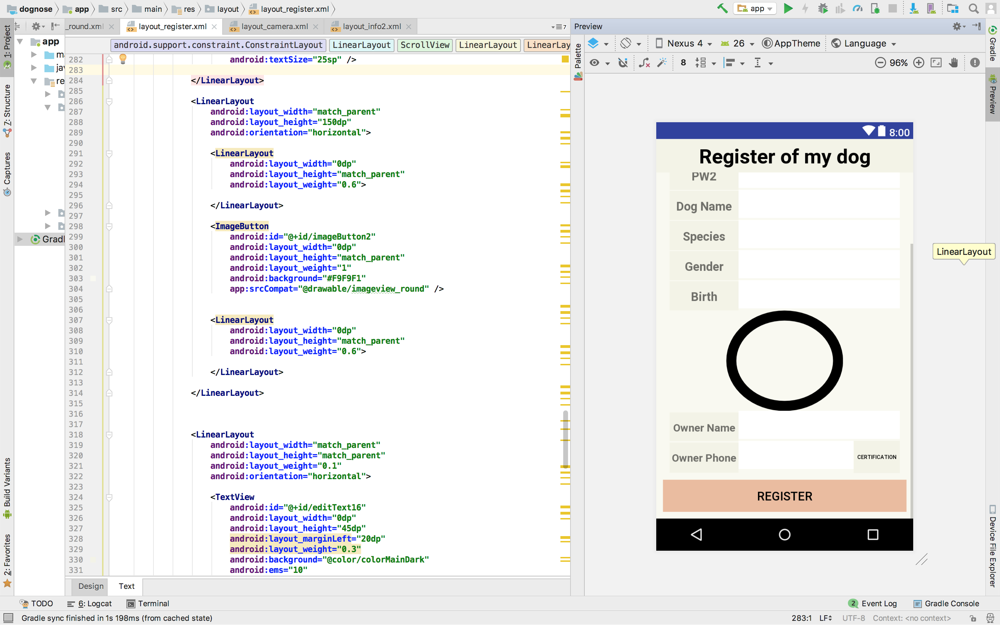 dognose app src main res layout layout_register.xml
app
1: Project
_round.xml layout_register.xml layout_camera.xml layout_info2.xml 7
Preview
app
android.support.constraint.ConstraintLayout LinearLayout ScrollView LinearLayout LinearLay
Nexus 4 26 AppTheme Language
8 96%
Palette
Gradle
Preview
7: Structure
Captures
Gradl
282 android:textSize="25sp" />
283
284 </LinearLayout>
285
286 <LinearLayout
287 android:layout_width="match_parent"
288 android:layout_height="150dp"
289 android:orientation="horizontal">
290
291 <LinearLayout
292 android:layout_width="0dp"
293 android:layout_height="match_parent"
294 android:layout_weight="0.6">
295
296 </LinearLayout>
297
298 <ImageButton
299 android:id="@+id/imageButton2"
300 android:layout_width="0dp"
301 android:layout_height="match_parent"
302 android:layout_weight="1"
303 android:background="#F9F9F1"
304 app:srcCompat="@drawable/imageview_round" />
305
306
307 <LinearLayout
308 android:layout_width="0dp"
309 android:layout_height="match_parent"
310 android:layout_weight="0.6">
311
312 </LinearLayout>
313
314 </LinearLayout>
315
316
317
318 <LinearLayout
319 android:layout_width="match_parent"
320 android:layout_height="match_parent"
321 android:layout_weight="0.1"
322 android:orientation="horizontal">
323
324 <TextView
325 android:id="@+id/editText16"
326 android:layout_width="0dp"
327 android:layout_height="45dp"
328 android:layout_marginLeft="20dp"
329 android:layout_weight="0.3"
330 android:background="@color/colorMainDark"
331 android:ems="10"
8:00
Register of my dog
PW2
Dog Name
Species
Gender
Birth
Owner Name
Owner Phone CERTIFICATION
REGISTER
LinearLayout
Build Variants
2: Favorites
Device File Explorer
Design Text
TODO 6: Logcat Terminal 2 Event Log Gradle Console
Gradle sync finished in 1s 198ms (from cached state) 283:1 LF UTF-8 Context: <no context>